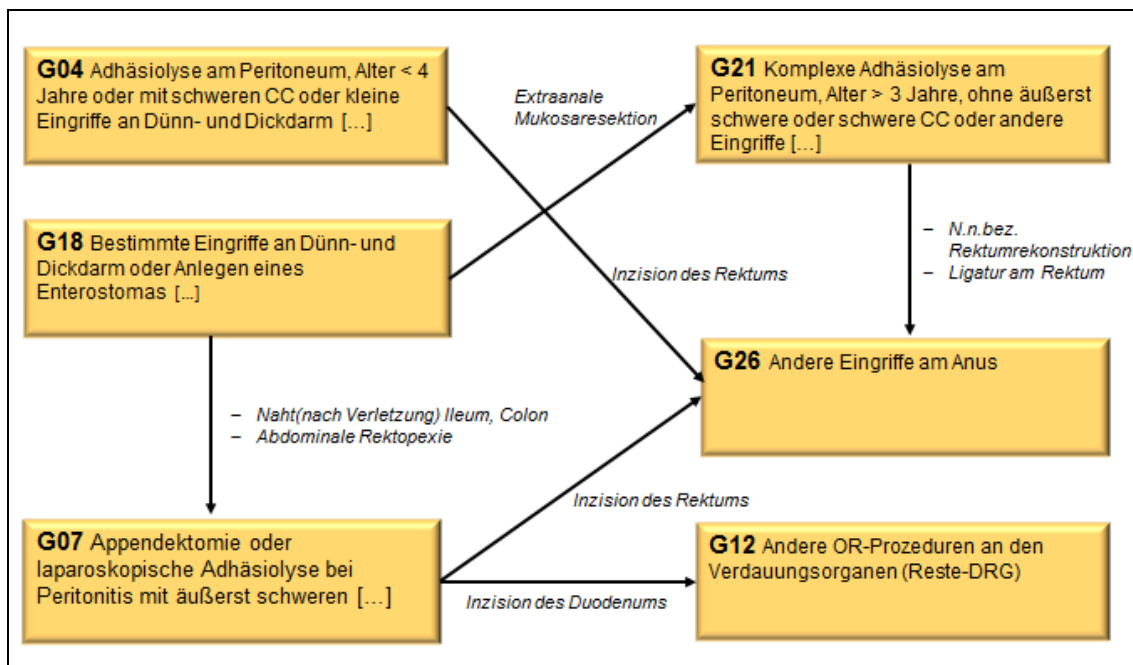 G04 Adhäsiolyse am Peritoneum, Alter < 4
Jahre oder mit schweren CC oder kleine
Eingriffe an Dünn- und Dickdarm [...]
Extraanale
Mukosaresektion
G21 Komplexe Adhäsiolyse am
Peritoneum, Alter > 3 Jahre, ohne äußerst
schwere oder schwere CC oder andere
Eingriffe [...]
G18 Bestimmte Eingriffe an Dünn- und
Dickdarm oder Anlegen eines
Enterostomas [...]
Inzision des Rektums
– N.n.bez.
Rektumrekonstruktion
– Ligatur am Rektum
G26 Andere Eingriffe am Anus
– Naht(nach Verletzung) Ileum, Colon
– Abdominale Rektopexie
Inzision des Rektums
G07 Appendektomie oder
laparoskopische Adhäsiolyse bei
Peritonitis mit äußerst schweren [...]
Inzision des Duodenums
G12 Andere OR-Prozeduren an den
Verdauungsorganen (Reste-DRG)